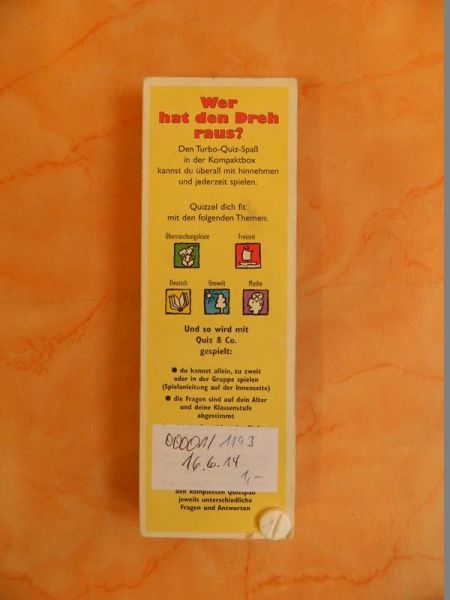 Wer
hat den Dreh
raus?
Den Turbo-Quiz-Spaß
in der Kompaktbox
kannst du überall mit hinnehmen
und jederzeit spielen.
Quizzel dich fit
mit den folgenden Themen:
Überraschungskiste Freizeit
Deutsch Umwelt Mathe
Und so wird mit
Quiz & Co.
gespielt:
● du kannst allein, zu zweit
oder in der Gruppe spielen
(Spielanleitung auf der Innenseite)
● die Fragen sind auf dein Alter
und deine Klassenstufe
abgestimmt
00001/1193
16.6.14
1,-
den kompletten Quizspaß
jeweils unterschiedliche
Fragen und Antworten